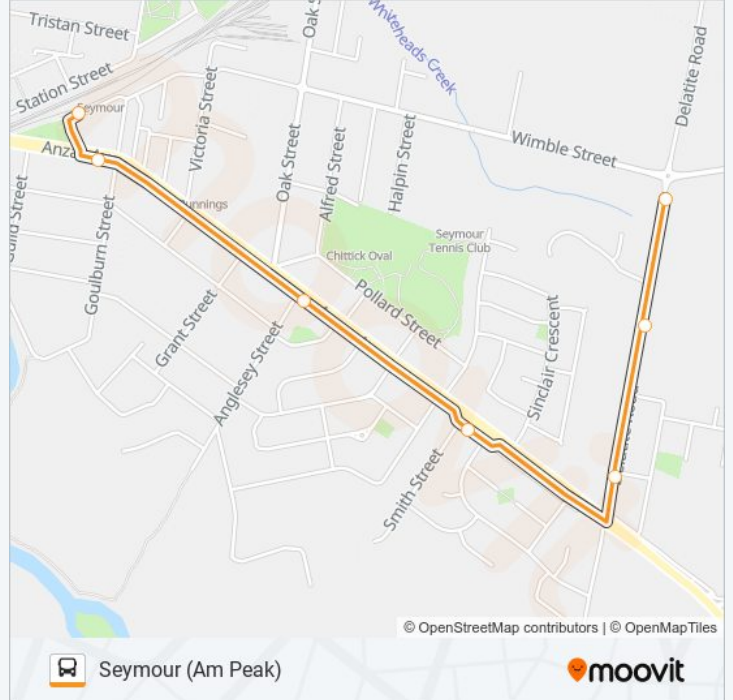 Tristan Street
Oak S
Whiteheads Creek
Delatite Road
Station Street
Seymour
Victoria Street
Wimble Street
Anza
Oak Street
Alfred Street
Halpin Street
unnings
Goulburn Street
Seymour
Tennis Club
Chittick Oval
Pollard Street
Grant Street
Anglesey Street
Sinclair Crescent
Smith Street
© OpenStreetMap contributors | © OpenMapTiles
Seymour (Am Peak)
moovit